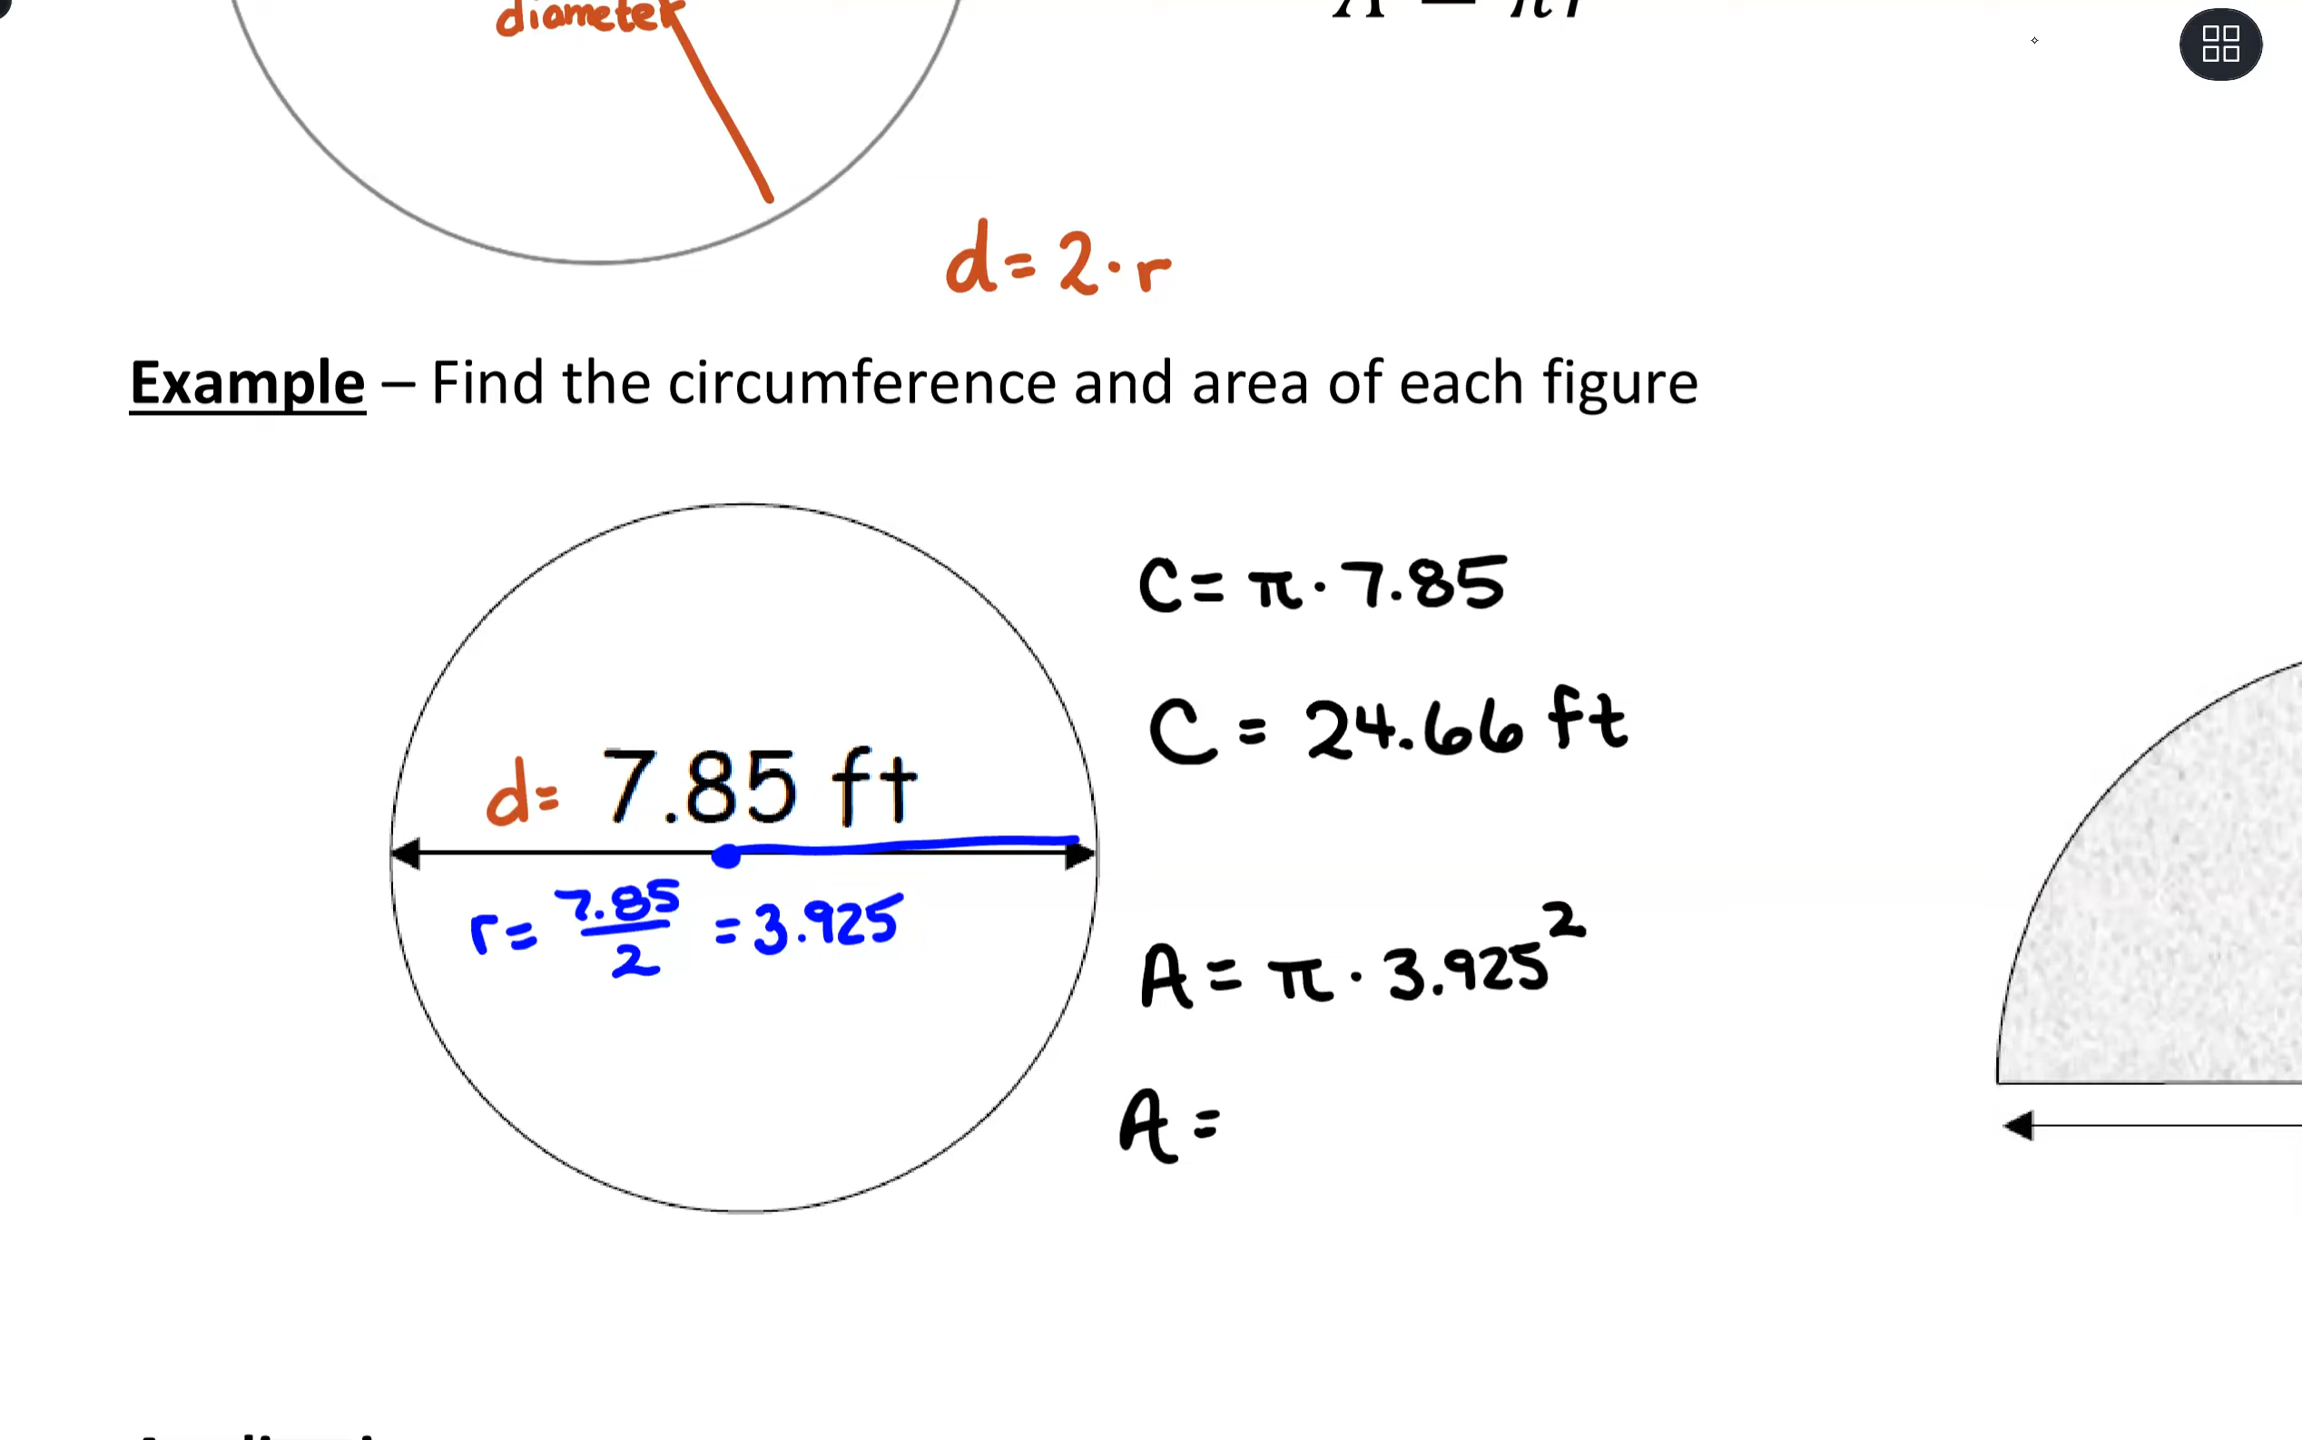 diameter
d = 2 · r
Example – Find the circumference and area of each figure
C = π · 7.85
C = 24.66 ft
d = 7.85 ft
r = 7.85/2 = 3.925
A = π · 3.925²
A =